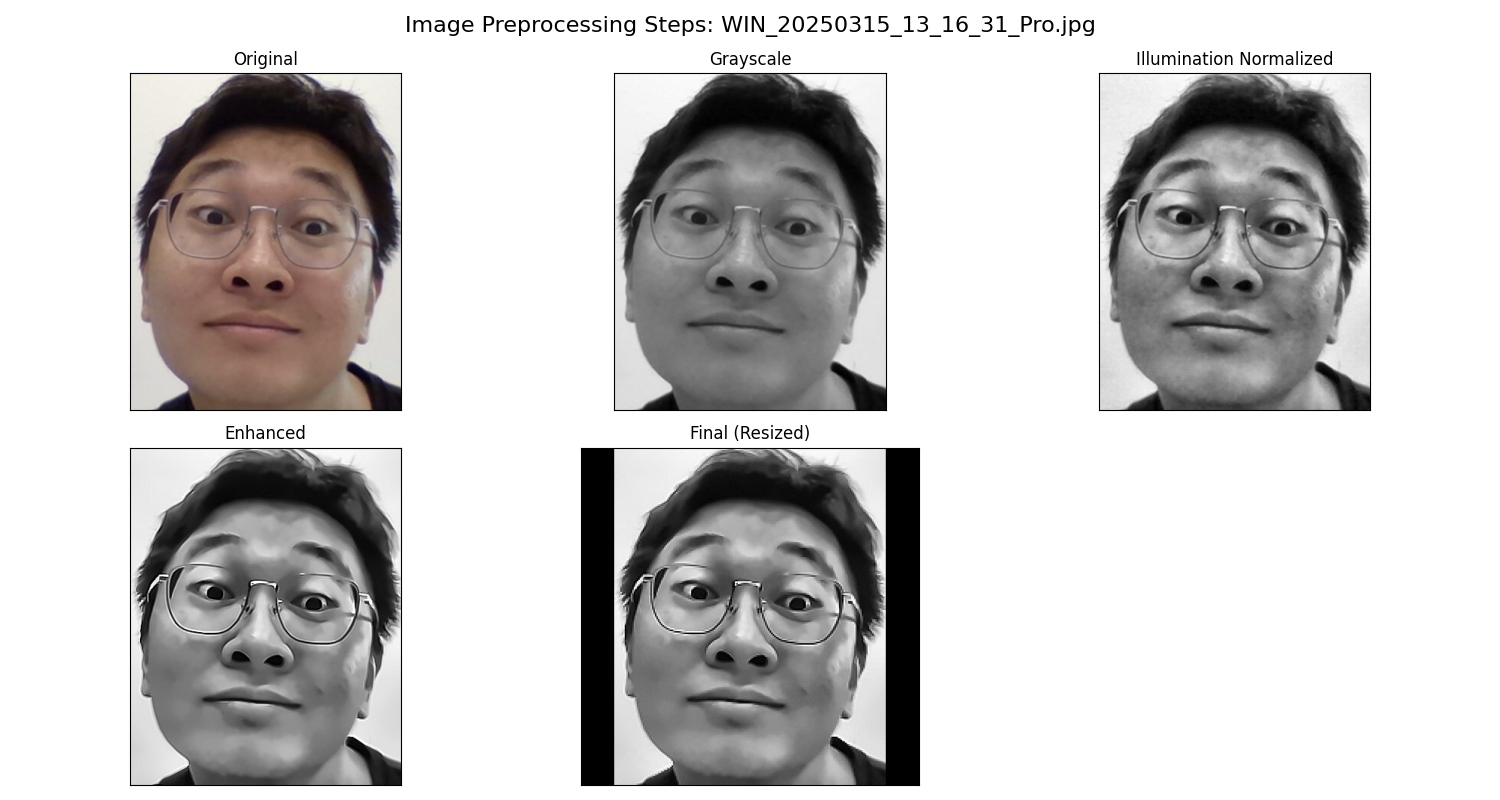 Image Preprocessing Steps: WIN_20250315_13_16_31_Pro.jpg
Original
Grayscale
Illumination Normalized
Enhanced
Final (Resized)